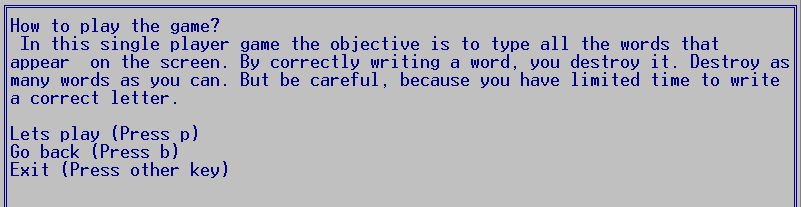 How to play the game?
In this single player game the objective is to type all the words that
appear  on the screen. By correctly writing a word, you destroy it. Destroy as
many words as you can. But be careful, because you have limited time to write
a correct letter.
Lets play (Press p)
Go back (Press b)
Exit (Press other key)